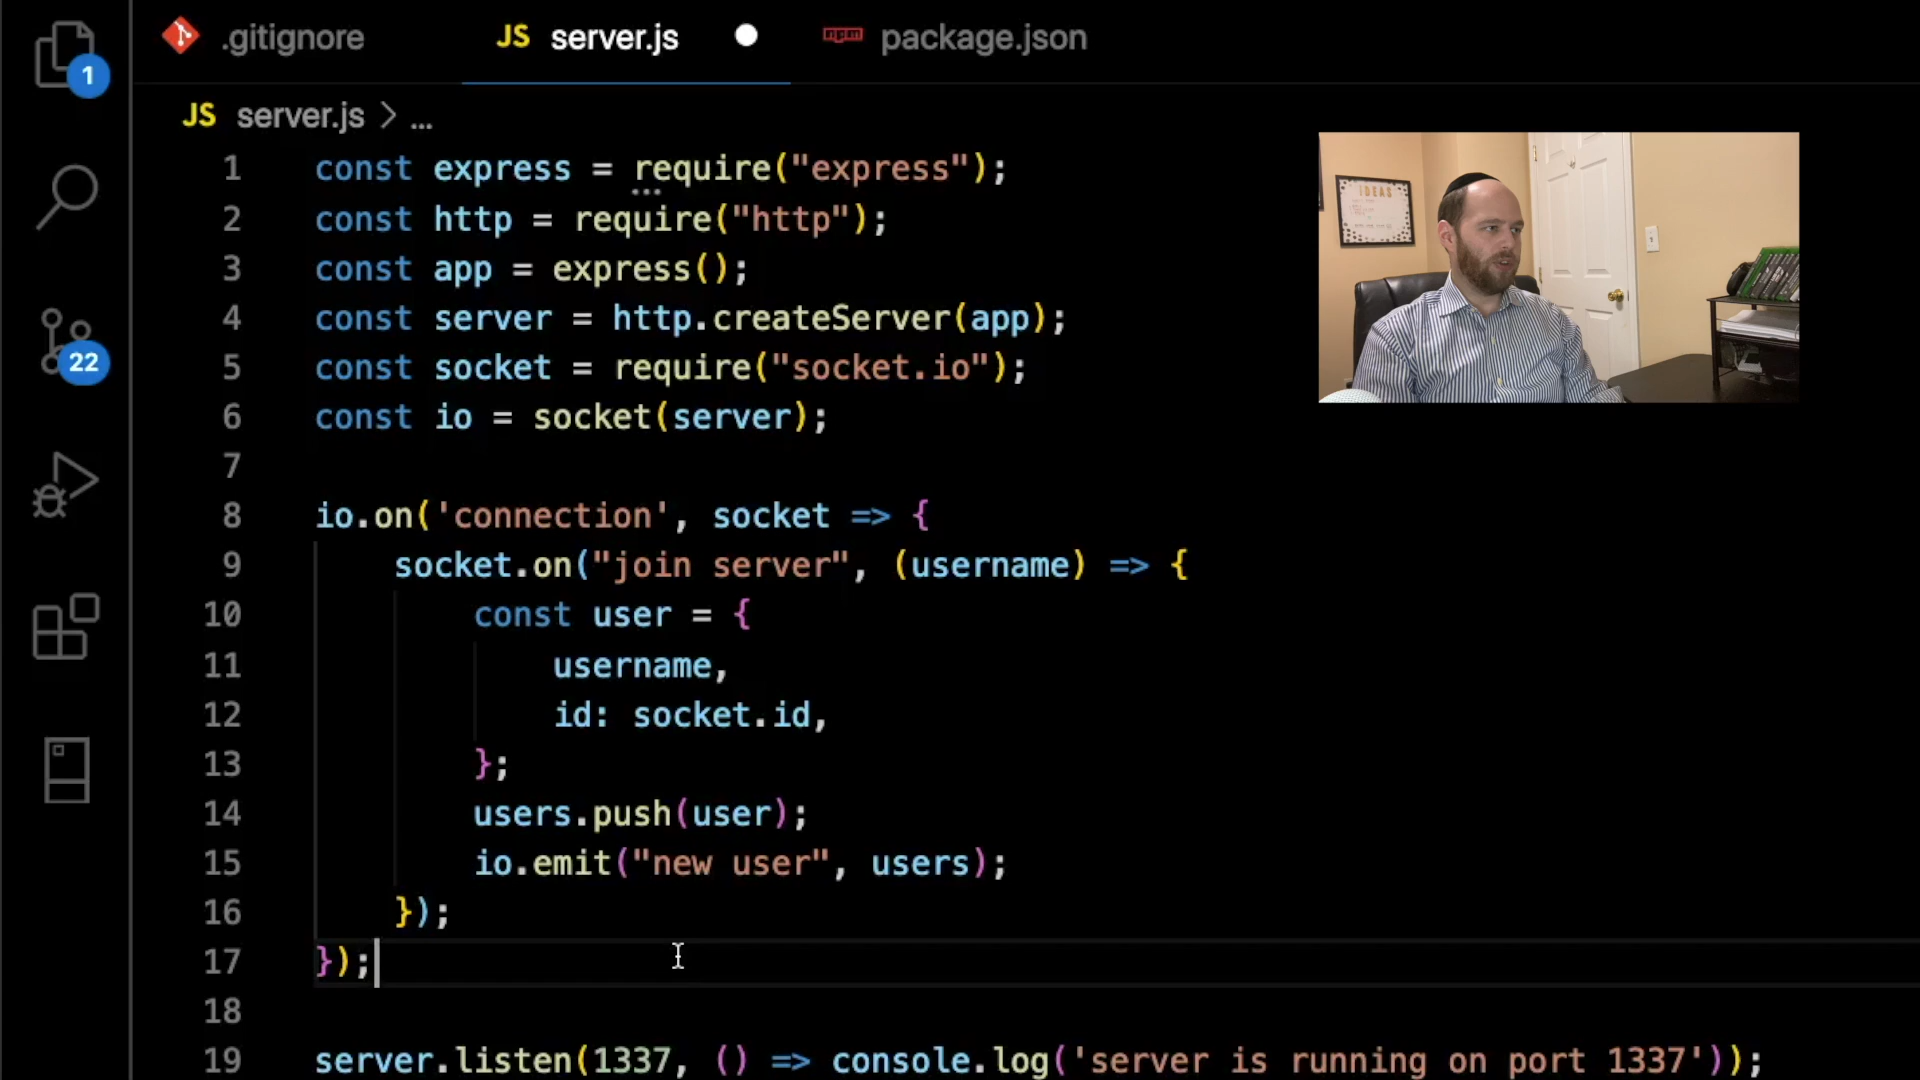 .gitignore
JS server.js
npm package.json
1
JS server.js > ...
1 const express = require("express");
2 const http = require("http");
3 const app = express();
4 const server = http.createServer(app);
5 const socket = require("socket.io");
6 const io = socket(server);
7
8 io.on('connection', socket => {
9 socket.on("join server", (username) => {
10 const user = {
11 username,
12 id: socket.id,
13 };
14 users.push(user);
15 io.emit("new user", users);
16 });
17 });
18
19 server.listen(1337, () => console.log('server is running on port 1337'));
22
IDEAS